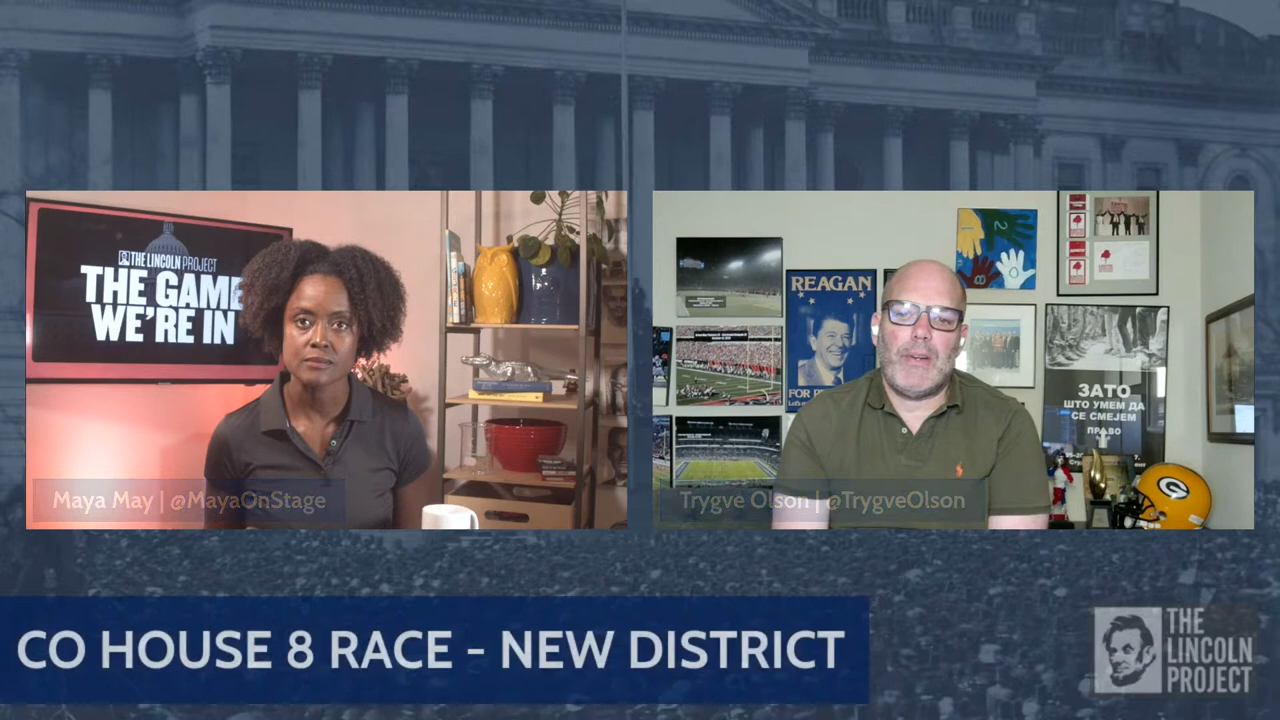 THE LINCOLN PROJECT
THE GAME
WE'RE IN
Maya May | @MayaOnStage
REAGAN
FOR
ЗАТО
ШТО УМЕМ ДА
СЕ СМЕЈЕМ
ПРАВО
G
Trygve Olson | @TrygveOlson
CO HOUSE 8 RACE - NEW DISTRICT
THE
LINCOLN
PROJECT